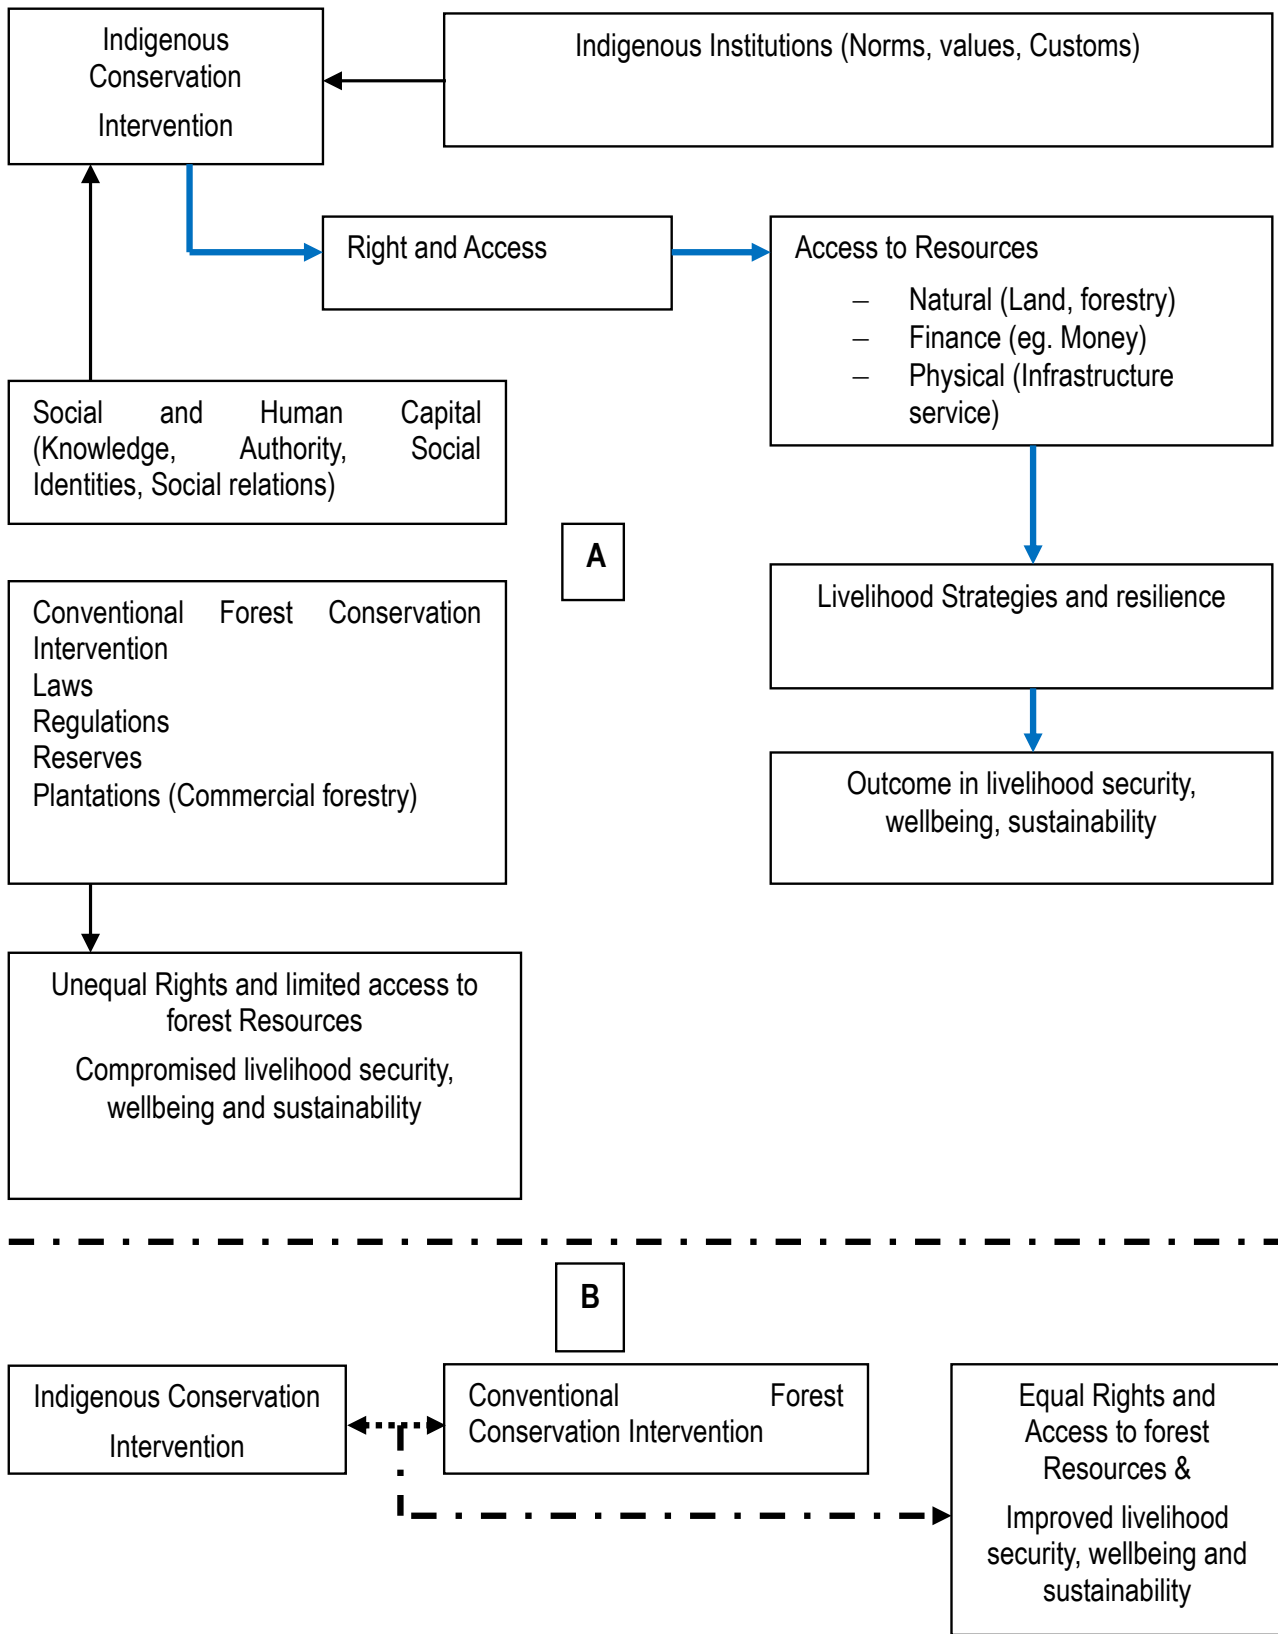 Indigenous
Conservation
Intervention
Indigenous Institutions (Norms, values, Customs)
Right and Access
Access to Resources
– Natural (Land, forestry)
– Finance (eg. Money)
– Physical (Infrastructure
service)
Social and Human Capital
(Knowledge, Authority, Social
Identities, Social relations)
A
Livelihood Strategies and resilience
Conventional Forest Conservation
Intervention
Laws
Regulations
Reserves
Plantations (Commercial forestry)
Outcome in livelihood security,
wellbeing, sustainability
Unequal Rights and limited access to
forest Resources
Compromised livelihood security,
wellbeing and sustainability
B
Indigenous Conservation
Intervention
Conventional Forest
Conservation Intervention
Equal Rights and
Access to forest
Resources &
Improved livelihood
security, wellbeing and
sustainability